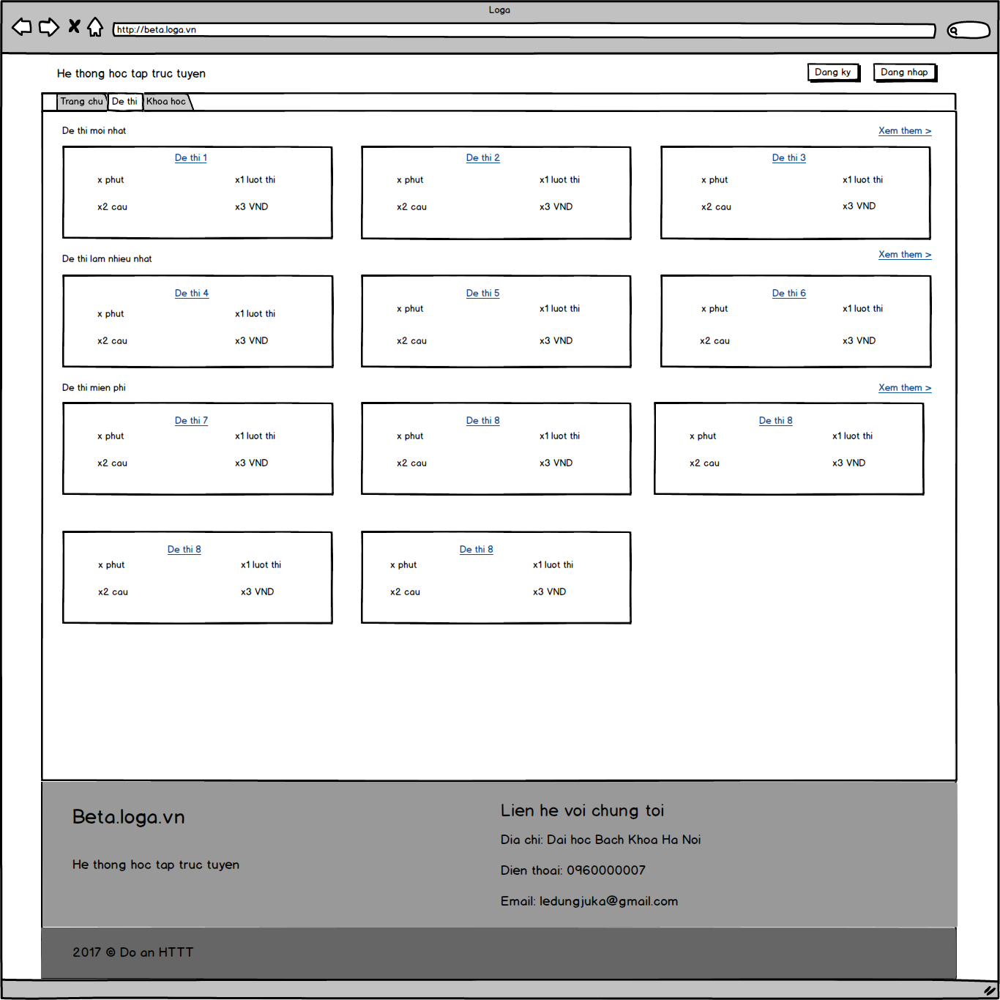 Loga
http://beta.loga.vn
He thong hoc tap truc tuyen
Dang ky Dang nhap
Trang chu De thi Khoa hoc
De thi moi nhat Xem them >
De thi 1 De thi 2 De thi 3
x phut x1 luot thi x phut x1 luot thi x phut x1 luot thi
x2 cau x3 VND x2 cau x3 VND x2 cau x3 VND
De thi lam nhieu nhat Xem them >
De thi 4 De thi 5 De thi 6
x phut x1 luot thi x phut x1 luot thi x phut x1 luot thi
x2 cau x3 VND x2 cau x3 VND x2 cau x3 VND
De thi mien phi Xem them >
De thi 7 De thi 8 De thi 8
x phut x1 luot thi x phut x1 luot thi x phut x1 luot thi
x2 cau x3 VND x2 cau x3 VND x2 cau x3 VND
De thi 8 De thi 8
x phut x1 luot thi x phut x1 luot thi
x2 cau x3 VND x2 cau x3 VND
Beta.loga.vn
He thong hoc tap truc tuyen
Lien he voi chung toi
Dia chi: Dai hoc Bach Khoa Ha Noi
Dien thoai: 0960000007
Email: ledungjuka@gmail.com
2017 © Do an HTTT